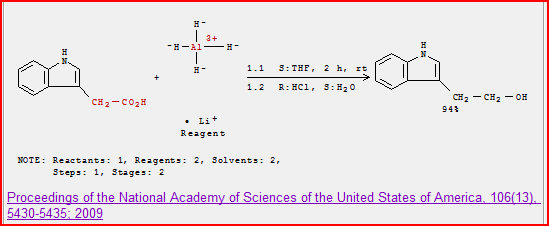 H-
3+
-H-Al-H-
H-
H
N
CH2-CO2H
+
1.1 S:THF, 2 h, rt
1.2 R:HCl, S:H2O
H
N
CH2-CH2-OH
94%
• Li+
Reagent
NOTE: Reactants: 1, Reagents: 2, Solvents: 2,
Steps: 1, Stages: 2
Proceedings of the National Academy of Sciences of the United States of America, 106(13),
5430-5435; 2009